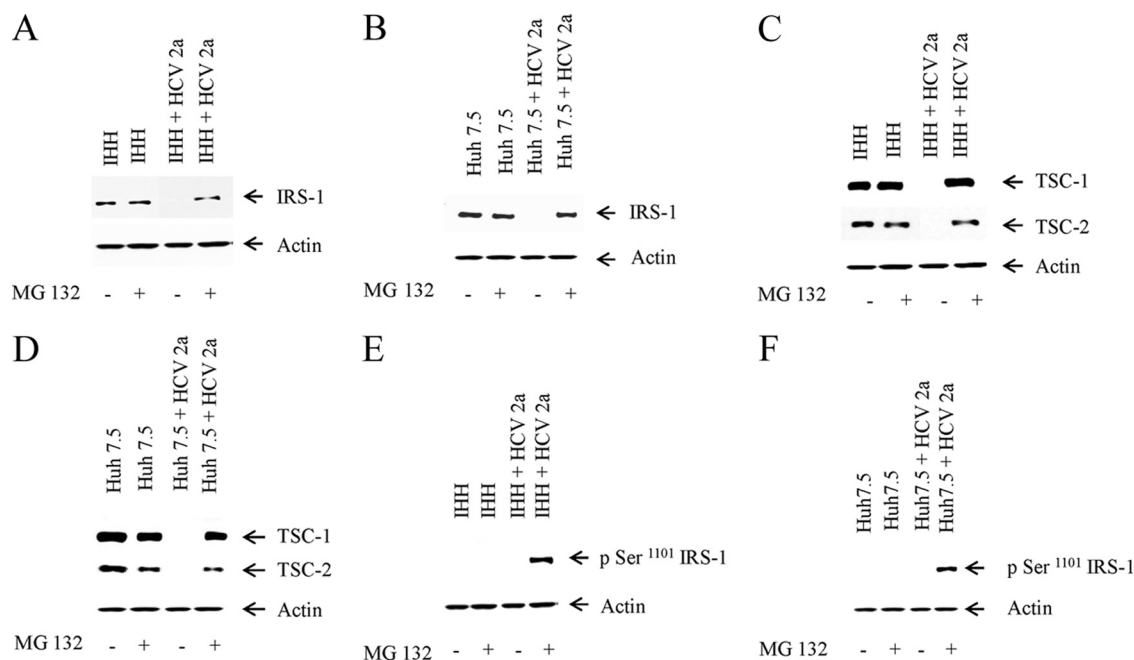 A
IHH
IHH
IHH + HCV 2a
IHH + HCV 2a
IRS-1
Actin
MG 132 - + - +
B
Huh 7.5
Huh 7.5
Huh 7.5 + HCV 2a
Huh 7.5 + HCV 2a
IRS-1
Actin
MG 132 - + - +
C
IHH
IHH
IHH + HCV 2a
IHH + HCV 2a
TSC-1
TSC-2
Actin
MG 132 - + - +
D
Huh 7.5
Huh 7.5
Huh 7.5 + HCV 2a
Huh 7.5 + HCV 2a
TSC-1
TSC-2
Actin
MG 132 - + - +
E
IHH
IHH
IHH + HCV 2a
IHH + HCV 2a
p Ser 1101 IRS-1
Actin
MG 132 - + - +
F
Huh7.5
Huh7.5
Huh7.5 + HCV 2a
Huh7.5 + HCV 2a
p Ser 1101 IRS-1
Actin
MG 132 - + - +